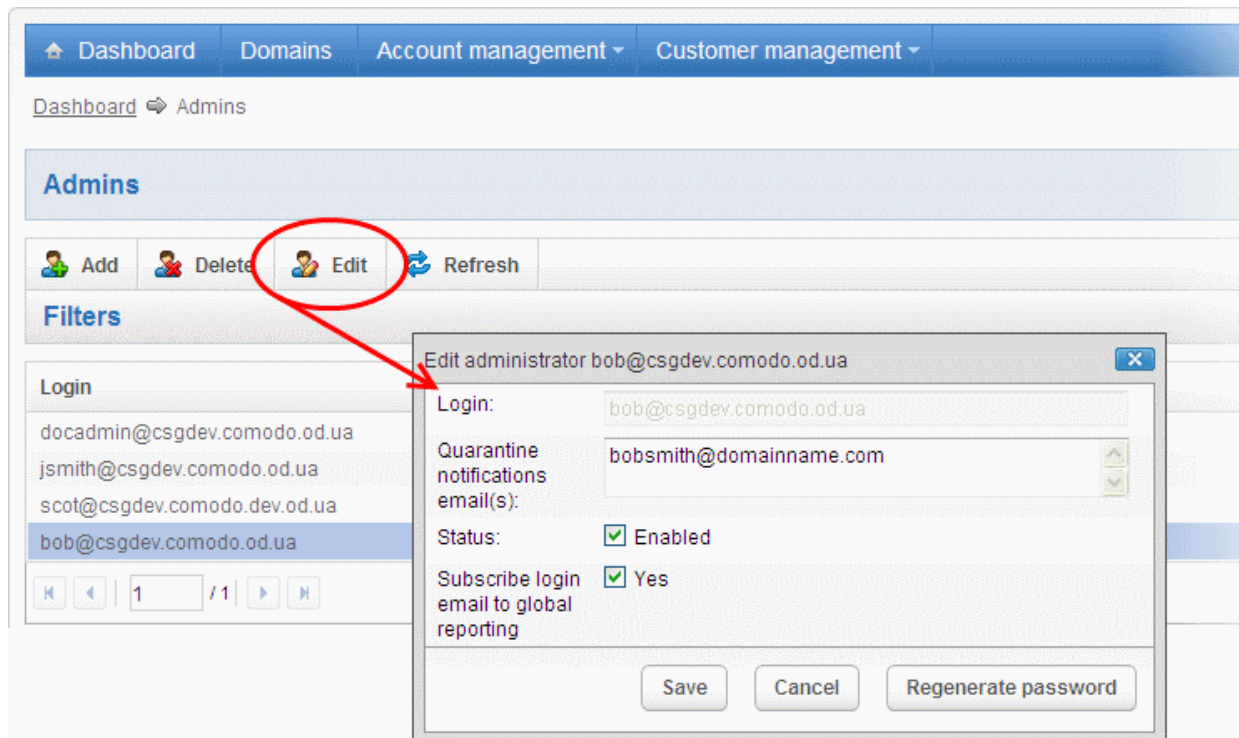 Dashboard Domains Account management Customer management
Dashboard Admins
Admins
Add Delete Edit Refresh
Filters
Login
docadmin@csgdev.comodo.od.ua
jsmith@csgdev.comodo.od.ua
scot@csgdev.comodo.dev.od.ua
bob@csgdev.comodo.od.ua
1 / 1
Edit administrator bob@csgdev.comodo.od.ua
Login: bob@csgdev.comodo.od.ua
Quarantine
notifications
email(s): bobsmith@domainname.com
Status: Enabled
Subscribe login
email to global
reporting Yes
Save Cancel Regenerate password